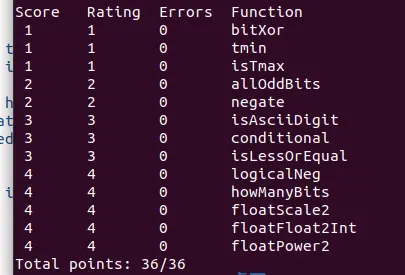 Score Rating Errors Function
1 1 0 bitXor
1 1 0 tmin
1 1 0 isTmax
2 2 0 allOddBits
2 2 0 negate
3 3 0 isAsciiDigit
3 3 0 conditional
3 3 0 isLessOrEqual
4 4 0 logicalNeg
4 4 0 howManyBits
4 4 0 floatScale2
4 4 0 floatFloat2Int
4 4 0 floatPower2
Total points: 36/36